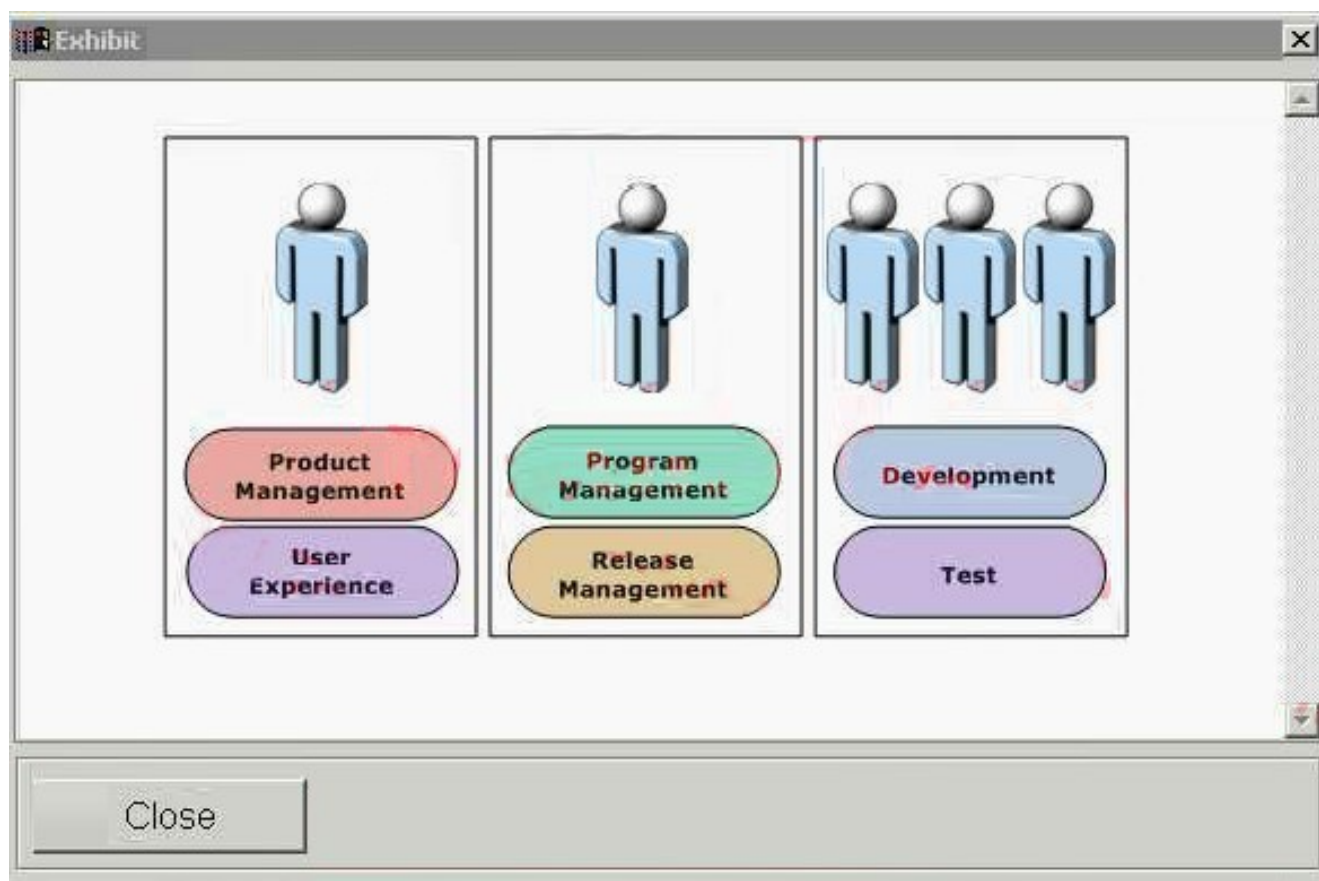 Exhibit
Product
Management
User
Experience
Program
Management
Release
Management
Development
Test
Close